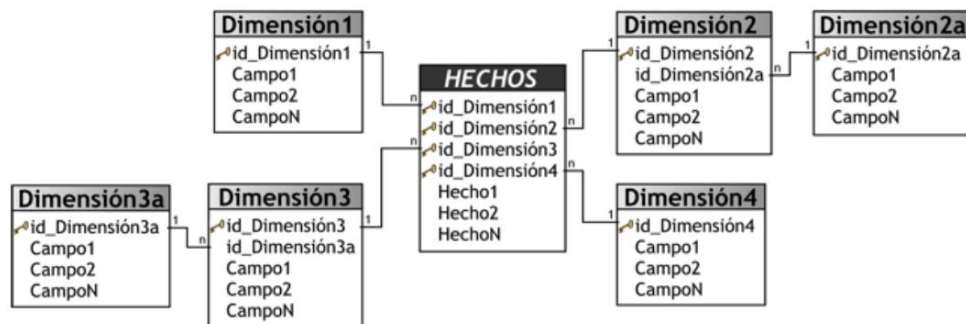 Dimensión1
id_Dimensión1
Campo1
Campo2
CampoN
1
n
HECHOS
id_Dimensión1
id_Dimensión2
id_Dimensión3
id_Dimensión4
Hecho1
Hecho2
HechoN
n
n
n
Dimensión2
id_Dimensión2
id_Dimensión2a
Campo1
Campo2
CampoN
1
n
Dimensión2a
id_Dimensión2a
Campo1
Campo2
CampoN
1
Dimensión3a
id_Dimensión3a
Campo1
Campo2
CampoN
1
n
Dimensión3
id_Dimensión3
id_Dimensión3a
Campo1
Campo2
CampoN
1
Dimensión4
id_Dimensión4
Campo1
Campo2
CampoN
1